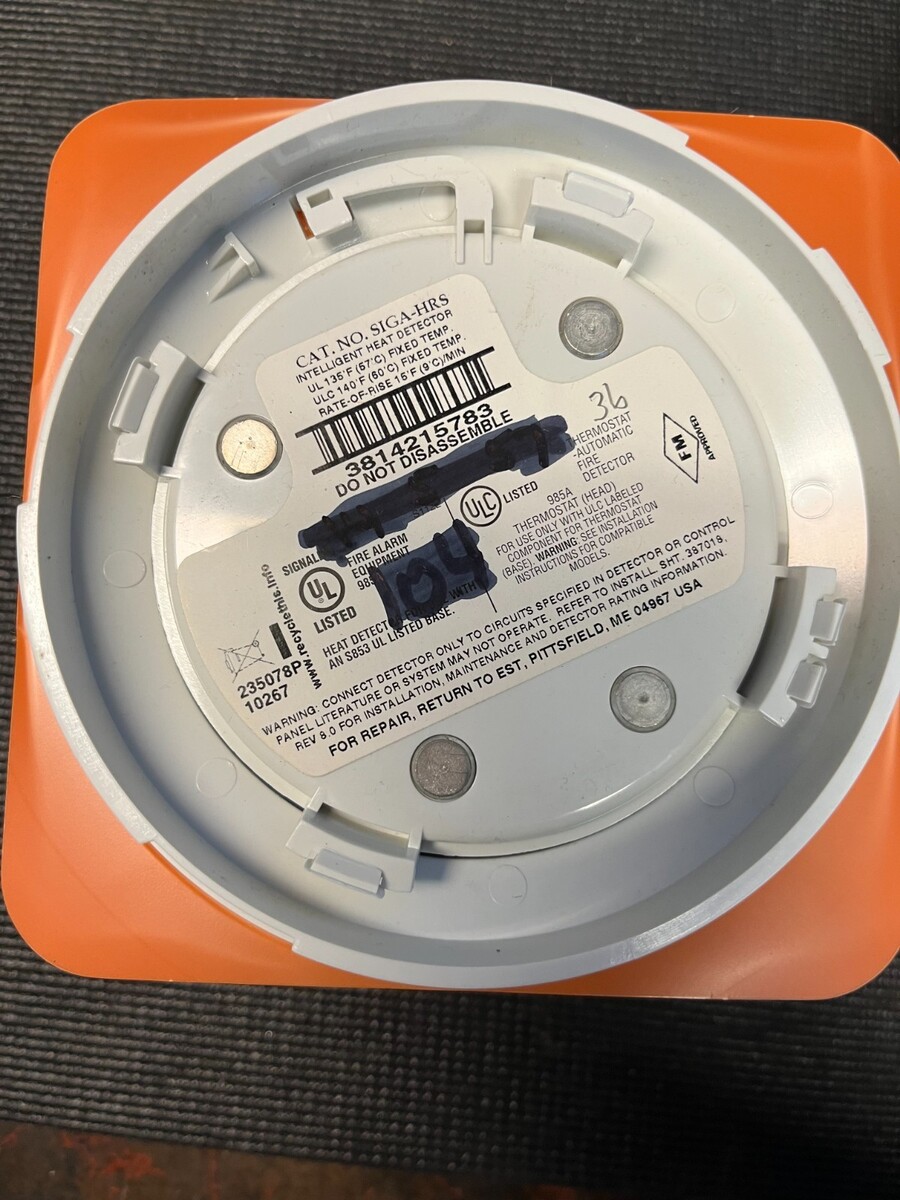 CAT. NO. SIGA-HRS
INTELLIGENT HEAT DETECTOR
UL 135°F (57°C) FIXED TEMP.
ULC 140°F (60°C) FIXED TEMP.
RATE-OF-RISE 15°F (9°C)/MIN
3814215783
DO NOT DISASSEMBLE
36
THERMOSTAT
-AUTOMATIC
FIRE
DETECTOR
FM
APPROVED
SIGNAL
FIRE ALARM
EQUIPMENT
UL
LISTED
104
ULC
LISTED
985A
THERMOSTAT (HEAD)
FOR USE ONLY WITH ULC LABELED
COMPONENT FOR THERMOSTAT
(BASE). WARNING SEE INSTALLATION
INSTRUCTIONS FOR COMPATIBLE
MODELS.
HEAT DETECTOR WITH
AN S853 UL LISTED BASE.
www.recyclethis.info
235078P
10267
WARNING: CONNECT DETECTOR ONLY TO CIRCUITS SPECIFIED IN DETECTOR OR CONTROL
PANEL LITERATURE OR SYSTEM MAY NOT OPERATE. REFER TO INSTALL. SHT. 387018,
REV 8.0 FOR INSTALLATION, MAINTENANCE AND DETECTOR RATING INFORMATION.
FOR REPAIR, RETURN TO EST, PITTSFIELD, ME 04967 USA